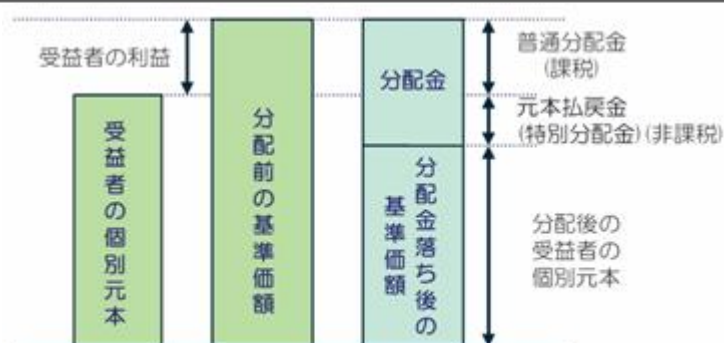 受益者の利益
受益者の個別元本
分配前の基準価額
分配金
分配金落ち後の
基準価額
普通分配金
(課税)
元本払戻金
(特別分配金)(非課税)
分配後の
受益者の
個別元本